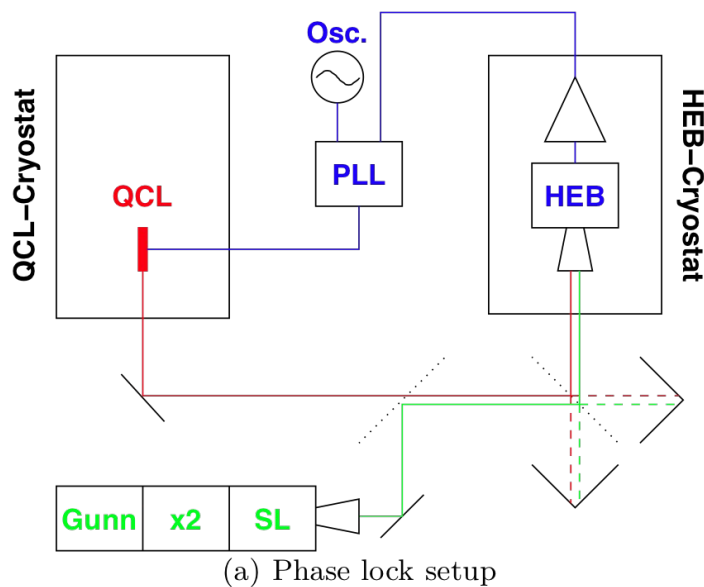 Osc.
QCL-Cryostat
HEB-Cryostat
PLL
QCL
HEB
Gunn
x2
SL
(a) Phase lock setup